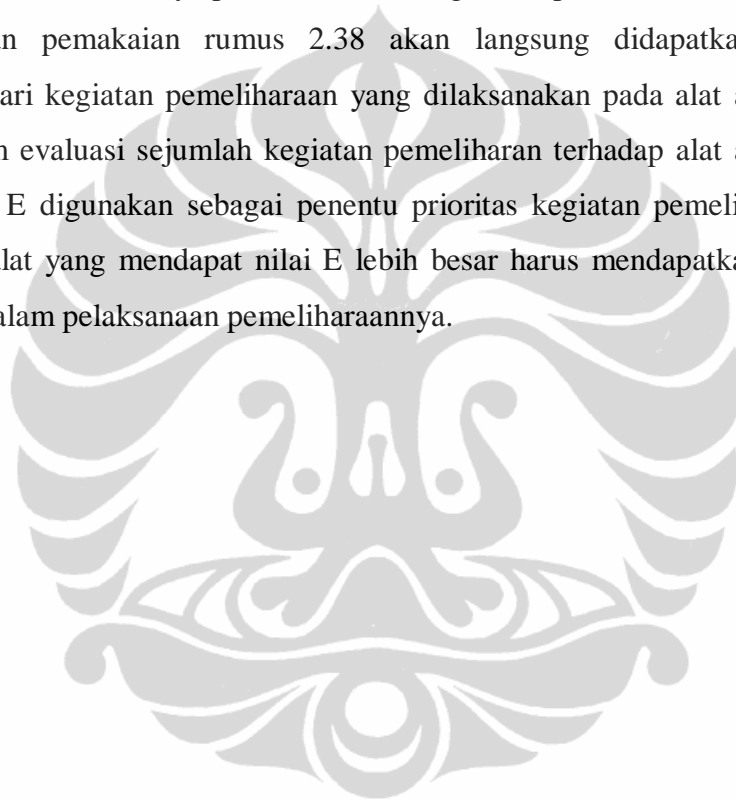 an pemakaian rumus 2.38 akan langsung didapatka
ari kegiatan pemeliharaan yang dilaksanakan pada alat a
n evaluasi sejumlah kegiatan pemeliharan terhadap alat a
E digunakan sebagai penentu prioritas kegiatan pemeli
alat yang mendapat nilai E lebih besar harus mendapatka
alam pelaksanaan pemeliharaannya.